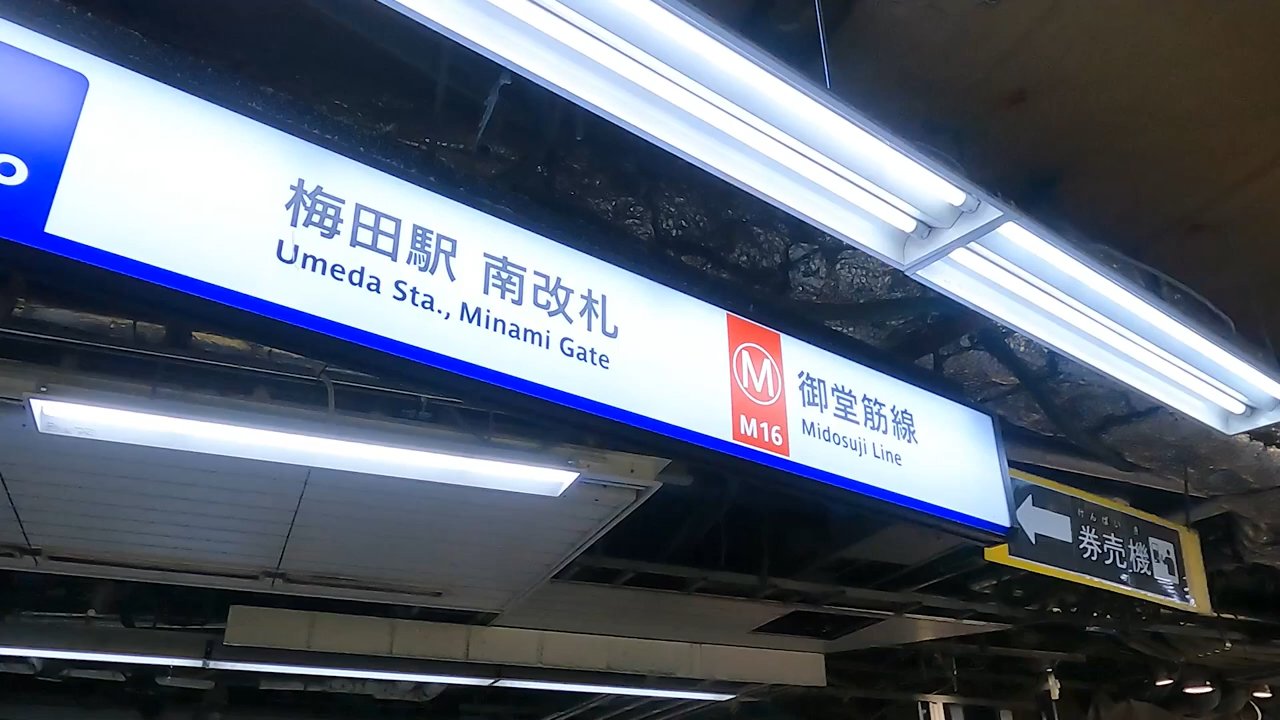 o
梅田駅 南改札
Umeda Sta., Minami Gate
M
M16
御堂筋線
Midosuji Line
けんばいき
券売機